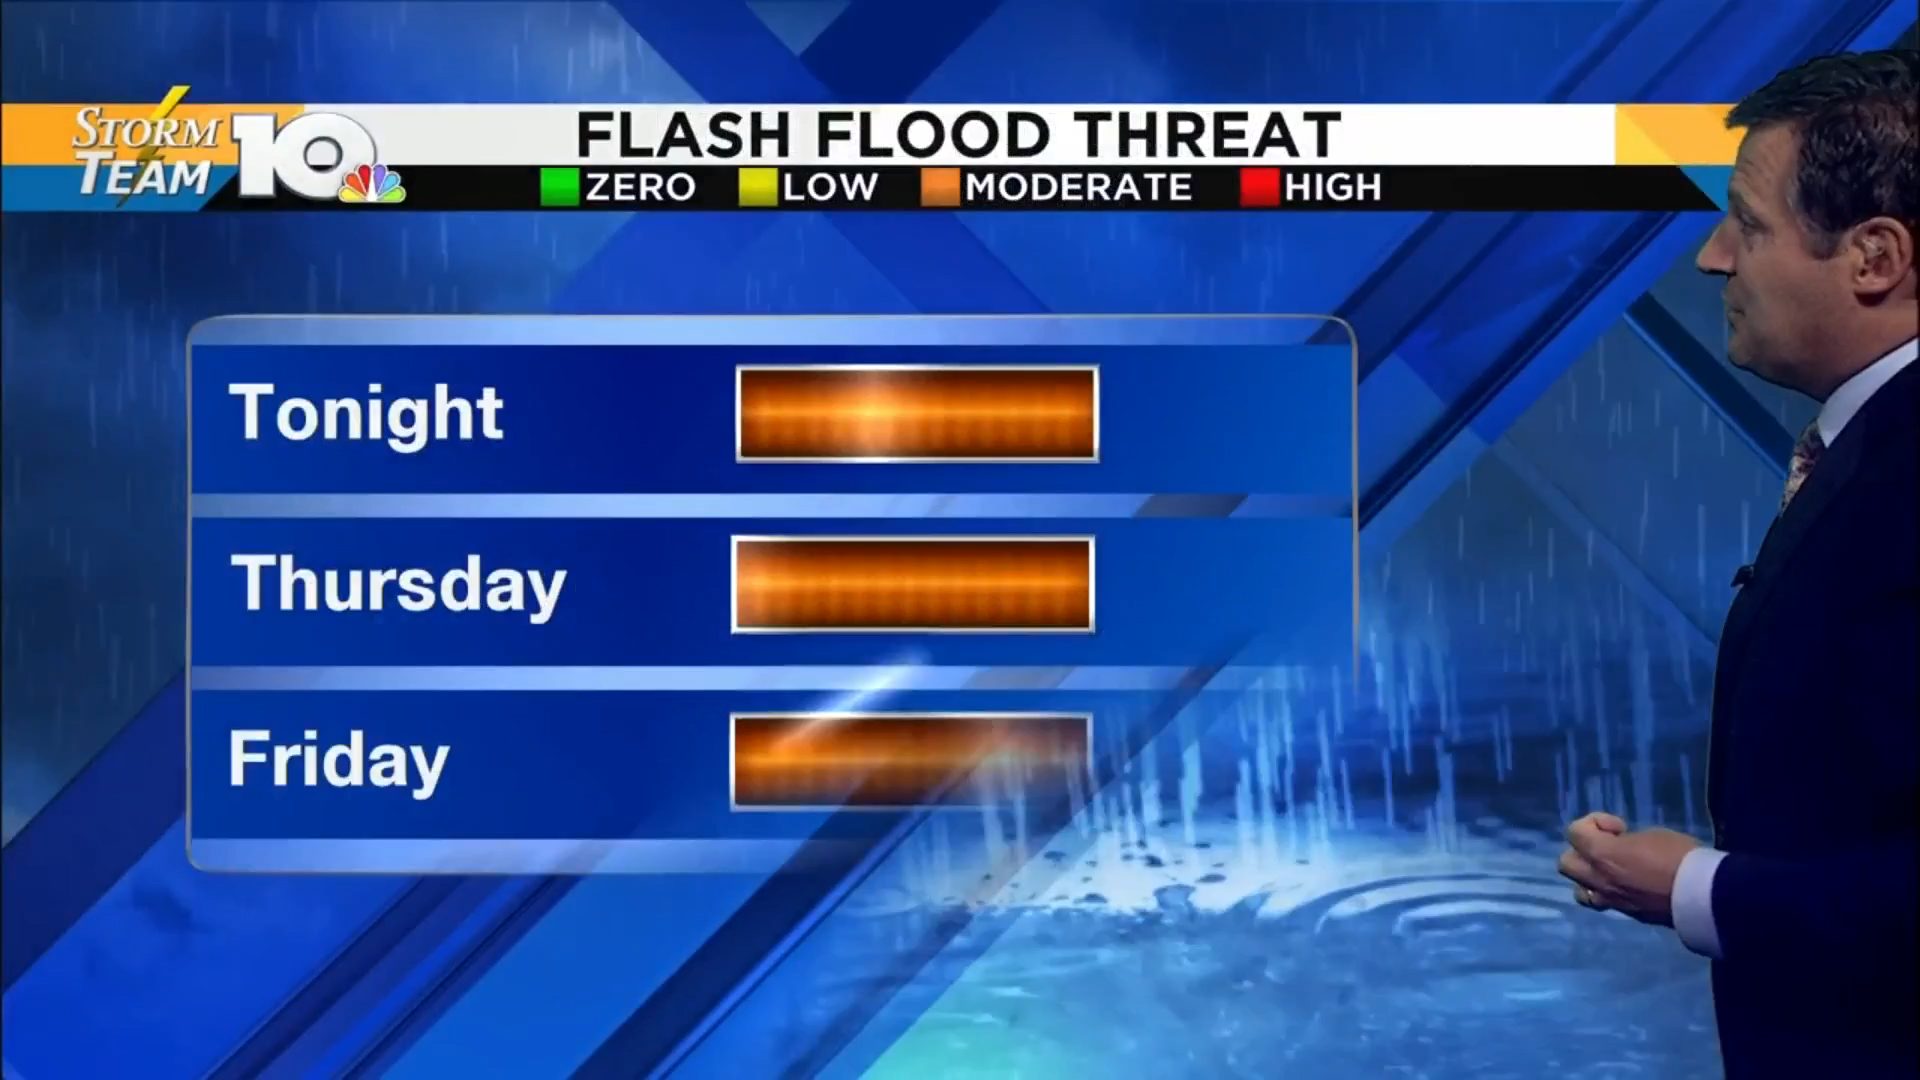 STORM TEAM 10
FLASH FLOOD THREAT
ZERO LOW MODERATE HIGH
Tonight
Thursday
Friday